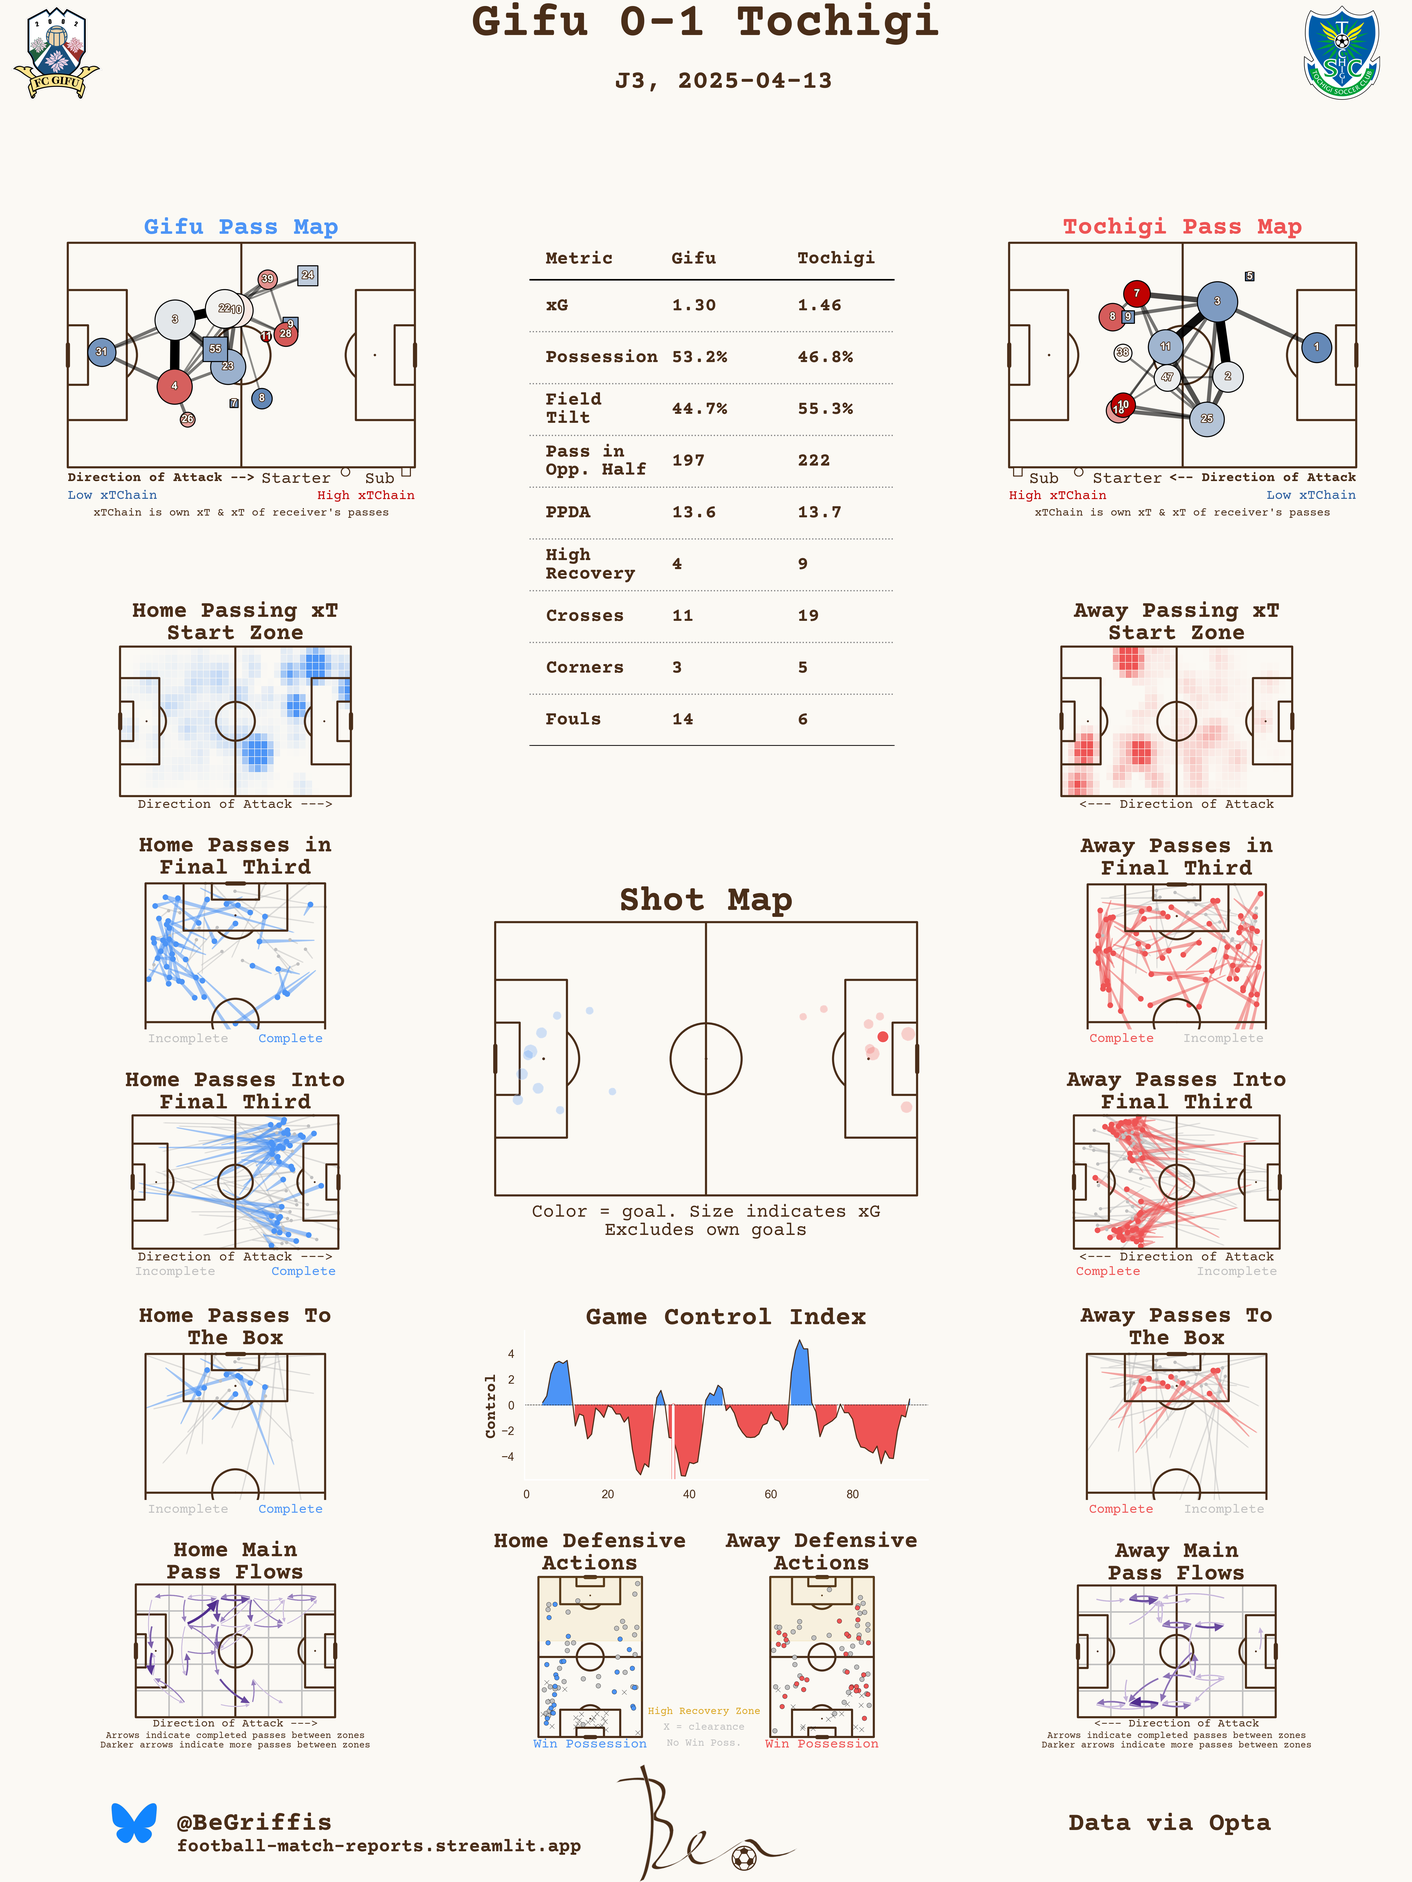 Gifu 0-1 Tochigi
J3, 2025-04-13
FC GIFU
TOCHIGI SOCCER CLUB
Gifu Pass Map
39
24
22
10
3
9
28
11
55
31
23
4
7
8
26
Direction of Attack --> Starter Sub
Low xTChain High xTChain
xTChain is own xT & xT of receiver's passes
Metric Gifu Tochigi
xG 1.30 1.46
Possession 53.2% 46.8%
Field
Tilt 44.7% 55.3%
Pass in
Opp. Half 197 222
PPDA 13.6 13.7
High
Recovery 4 9
Crosses 11 19
Corners 3 5
Fouls 14 6
Tochigi Pass Map
5
7
3
8
9
11
38
1
47
2
10
18
25
Sub Starter <-- Direction of Attack
High xTChain Low xTChain
xTChain is own xT & xT of receiver's passes
Home Passing xT
Start Zone
Direction of Attack --->
Away Passing xT
Start Zone
<--- Direction of Attack
Home Passes in
Final Third
Incomplete Complete
Away Passes in
Final Third
Complete Incomplete
Shot Map
Color = goal. Size indicates xG
Excludes own goals
Home Passes Into
Final Third
Direction of Attack --->
Incomplete Complete
Away Passes Into
Final Third
<--- Direction of Attack
Complete Incomplete
Home Passes To
The Box
Incomplete Complete
Game Control Index
Control
4
2
0
−2
−4
0 20 40 60 80
Away Passes To
The Box
Complete Incomplete
Home Main
Pass Flows
Direction of Attack --->
Arrows indicate completed passes between zones
Darker arrows indicate more passes between zones
Home Defensive
Actions
Win Possession
High Recovery Zone
X = clearance
No Win Poss.
Away Defensive
Actions
Win Possession
Away Main
Pass Flows
<--- Direction of Attack
Arrows indicate completed passes between zones
Darker arrows indicate more passes between zones
@BeGriffis
football-match-reports.streamlit.app
Ben
Data via Opta